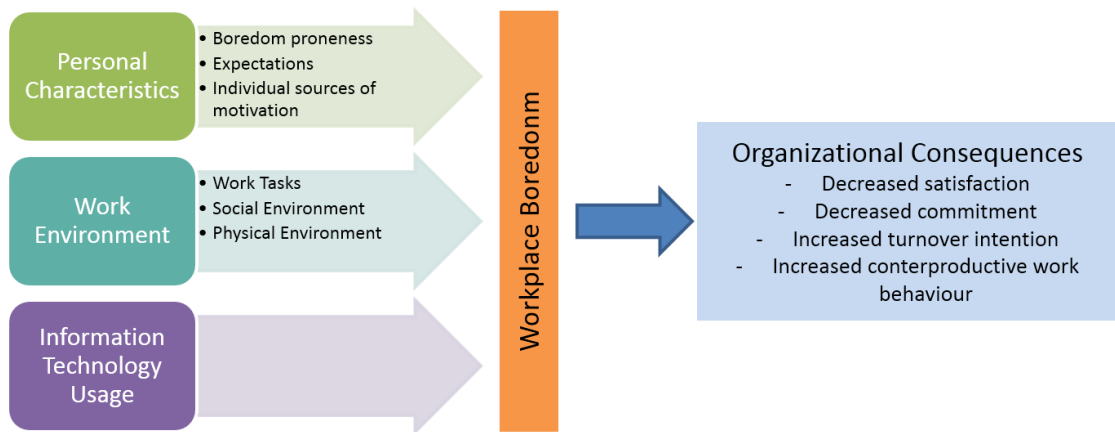 Personal
Characteristics
• Boredom proneness
• Expectations
• Individual sources of
motivation
Work
Environment
• Work Tasks
• Social Environment
• Physical Environment
Information
Technology
Usage
Workplace Boredonm
Organizational Consequences
- Decreased satisfaction
- Decreased commitment
- Increased turnover intention
- Increased conterproductive work
behaviour